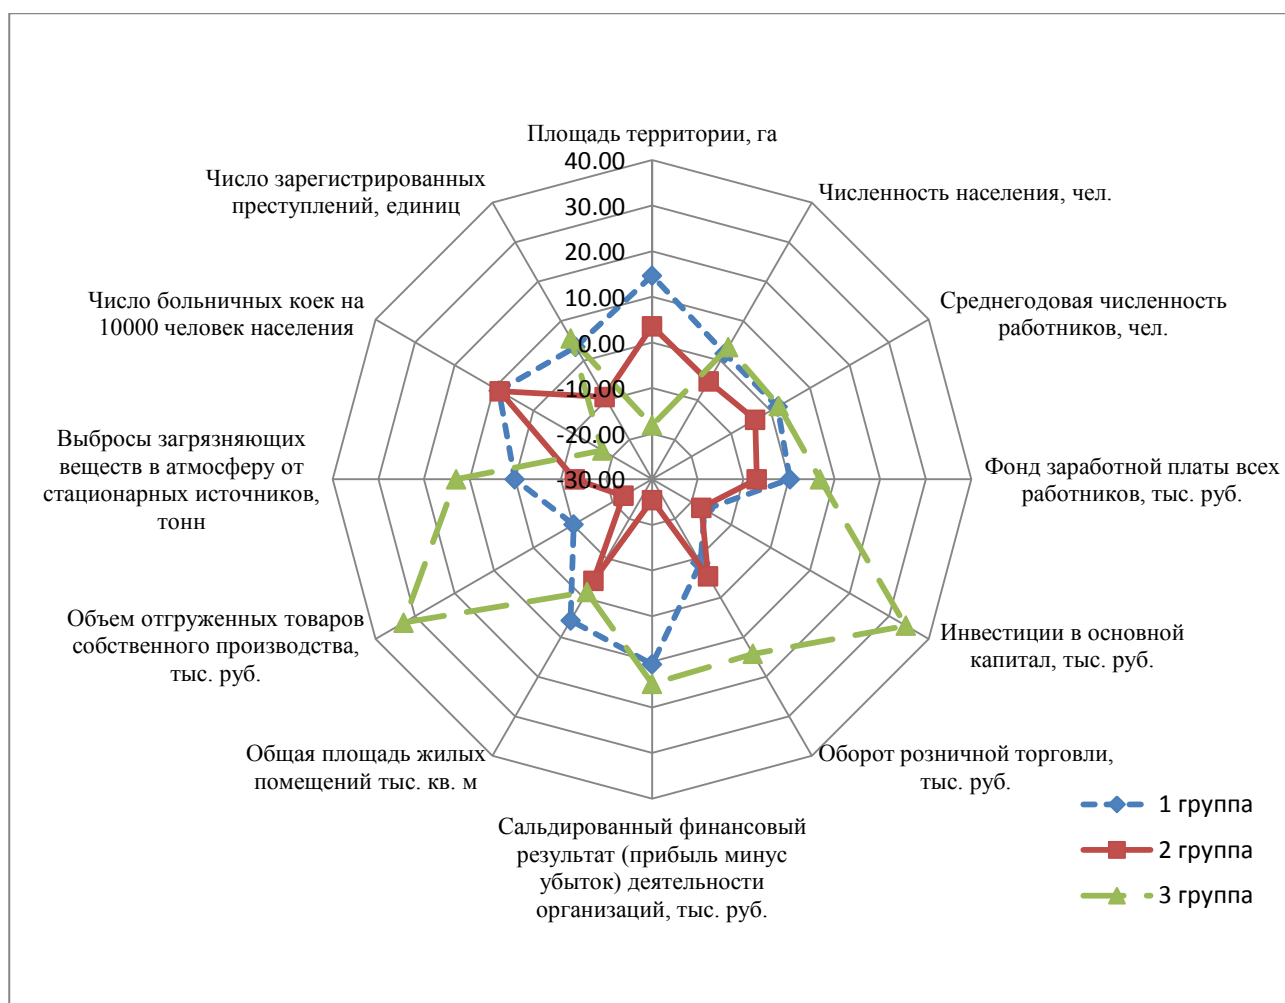 Площадь территории, га
40.00
30.00
20.00
10.00
0.00
-10.00
-20.00
-30.00
Численность населения, чел.
Среднегодовая численность
работников, чел.
Фонд заработной платы всех
работников, тыс. руб.
Инвестиции в основной
капитал, тыс. руб.
Оборот розничной торговли,
тыс. руб.
Сальдированный финансовый
результат (прибыль минус
убыток) деятельности
организаций, тыс. руб.
Общая площадь жилых
помещений тыс. кв. м
Объем отгруженных товаров
собственного производства,
тыс. руб.
Выбросы загрязняющих
веществ в атмосферу от
стационарных источников,
тонн
Число больничных коек на
10000 человек населения
Число зарегистрированных
преступлений, единиц
1 группа
2 группа
3 группа